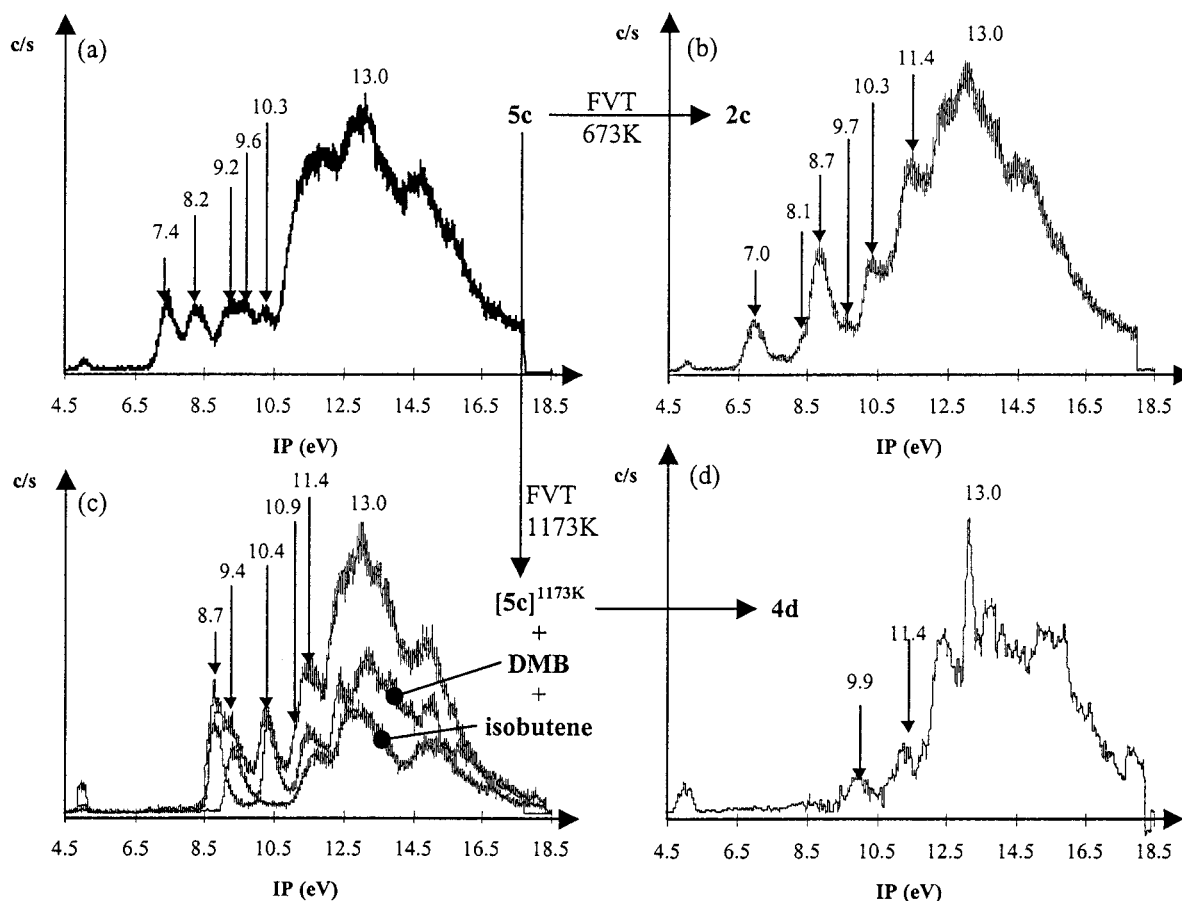 c/s
(a)
7.4
8.2
9.2
9.6
10.3
13.0
4.5 6.5 8.5 10.5 12.5 14.5 16.5 18.5
IP (eV)
5c
FVT
673K
2c
c/s
(b)
7.0
8.1
8.7
9.7
10.3
11.4
13.0
4.5 6.5 8.5 10.5 12.5 14.5 16.5 18.5
IP (eV)
c/s
(c)
8.7
9.4
10.4
10.9
11.4
13.0
FVT
1173K
[5c]1173K
+
DMB
+
isobutene
4.5 6.5 8.5 10.5 12.5 14.5 16.5 18.5
IP (eV)
4d
c/s
(d)
9.9
11.4
13.0
4.5 6.5 8.5 10.5 12.5 14.5 16.5 18.5
IP (eV)